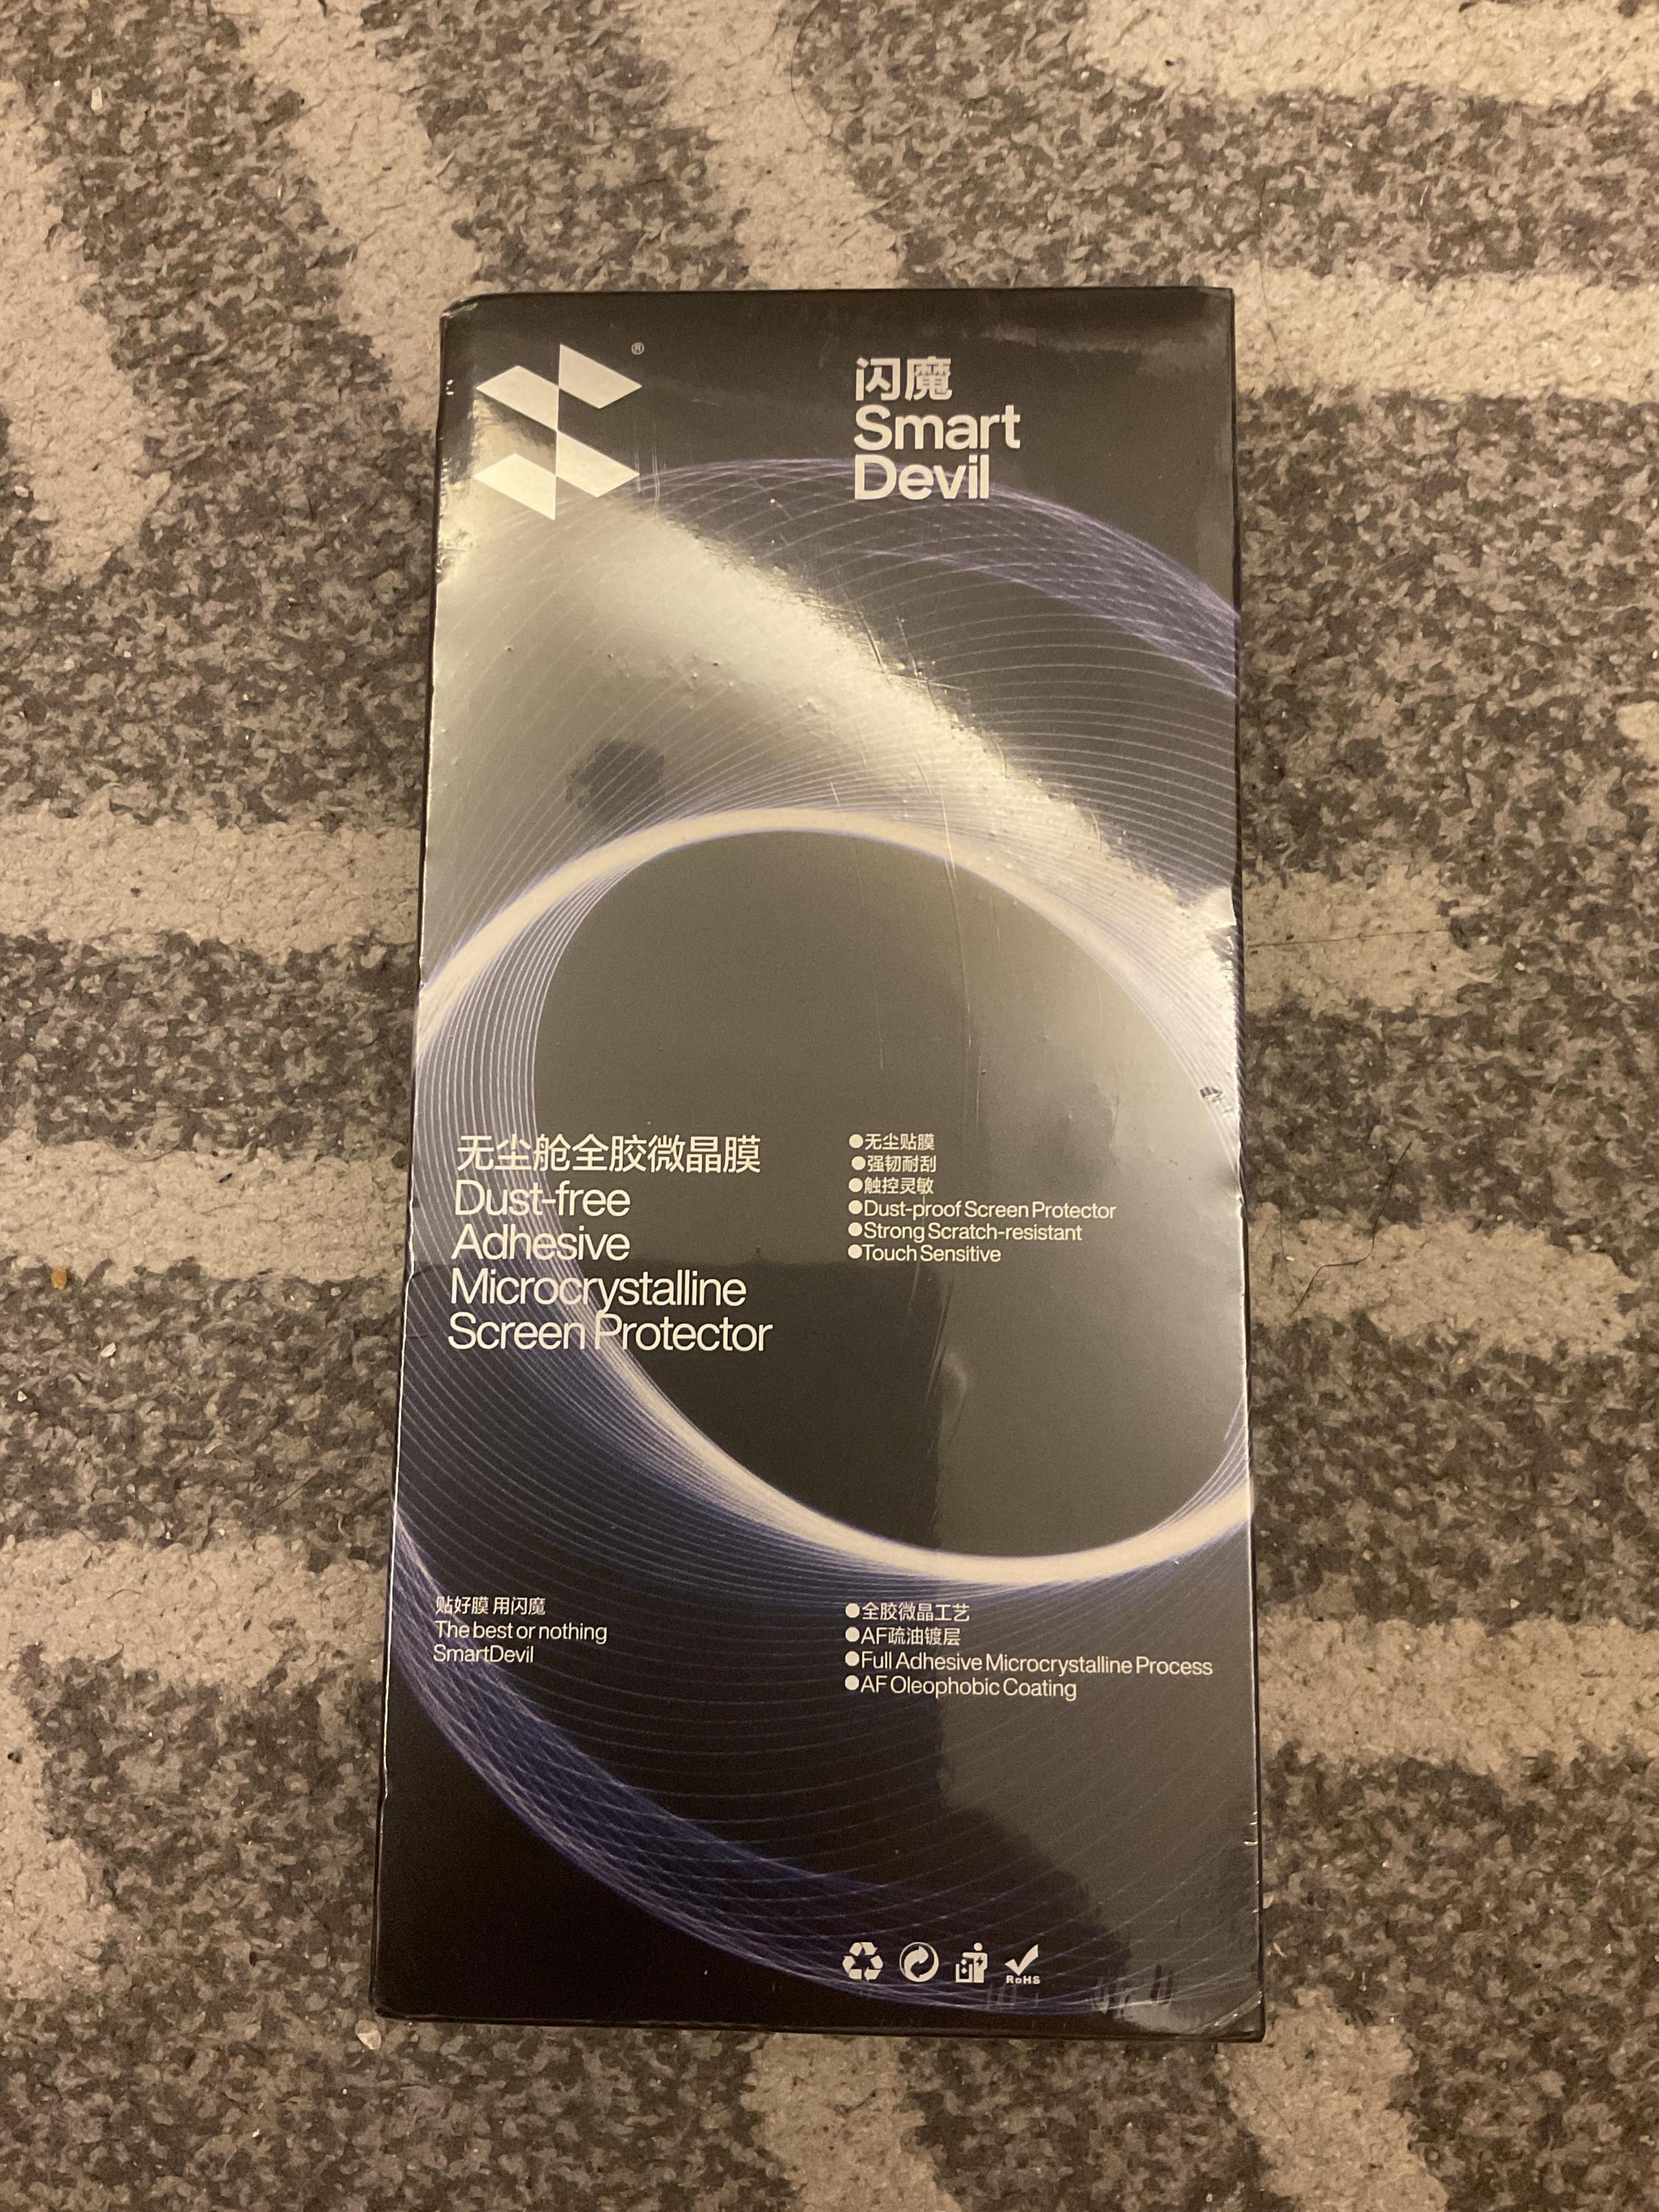 ®
闪魔
Smart
Devil
无尘舱全胶微晶膜
Dust-free
Adhesive
Microcrystalline
Screen Protector
●无尘贴膜
●强韧耐刮
●触控灵敏
●Dust-proof Screen Protector
●Strong Scratch-resistant
●Touch Sensitive
贴好膜 用闪魔
The best or nothing
SmartDevil
●全胶微晶工艺
●AF疏油镀层
●Full Adhesive Microcrystalline Process
●AF Oleophobic Coating
RoHS